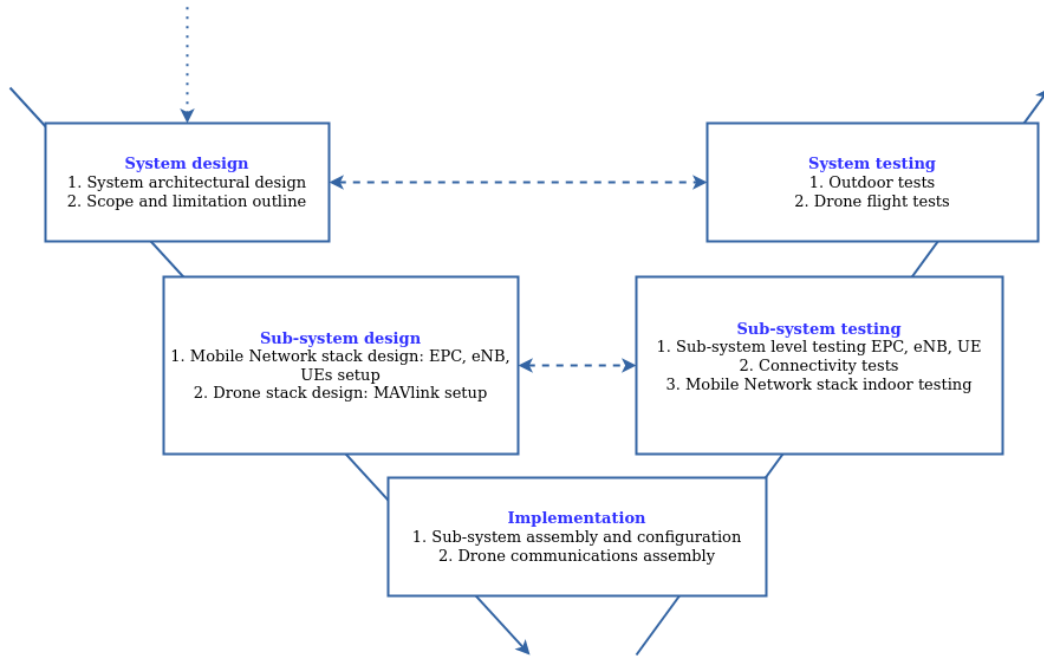 System design
1. System architectural design
2. Scope and limitation outline
System testing
1. Outdoor tests
2. Drone flight tests
Sub-system design
1. Mobile Network stack design: EPC, eNB,
UEs setup
2. Drone stack design: MAVlink setup
Sub-system testing
1. Sub-system level testing EPC, eNB, UE
2. Connectivity tests
3. Mobile Network stack indoor testing
Implementation
1. Sub-system assembly and configuration
2. Drone communications assembly